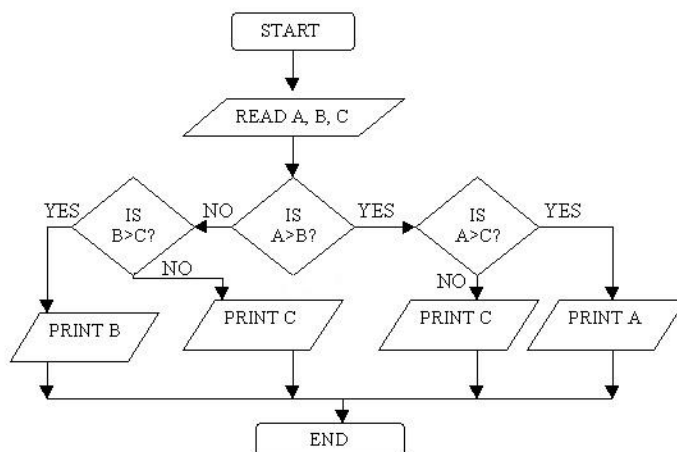 START
READ A, B, C
YES
IS
B>C?
NO
IS
A>B?
YES
IS
A>C?
YES
NO
NO
PRINT B
PRINT C
PRINT C
PRINT A
END